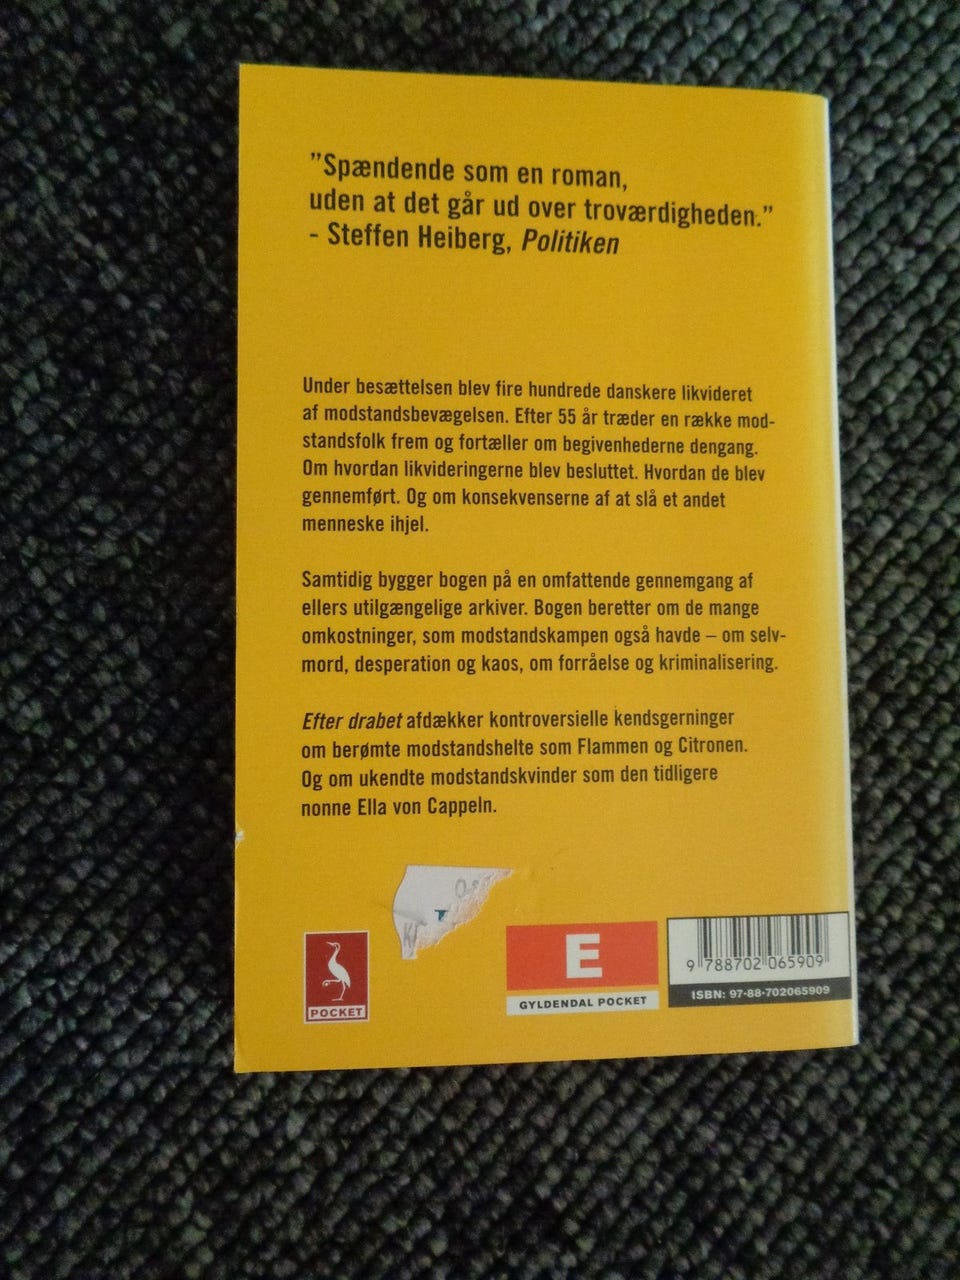 ”Spændende som en roman,
uden at det går ud over troværdigheden.”
- Steffen Heiberg, Politiken
Under besættelsen blev fire hundrede danskere likvideret
af modstandsbevægelsen. Efter 55 år træder en række mod-
standsfolk frem og fortæller om begivenhederne dengang.
Om hvordan likvideringerne blev besluttet. Hvordan de blev
gennemført. Og om konsekvenserne af at slå et andet
menneske ihjel.
Samtidig bygger bogen på en omfattende gennemgang af
ellers utilgængelige arkiver. Bogen beretter om de mange
omkostninger, som modstandskampen også havde – om selv-
mord, desperation og kaos, om forråelse og kriminalisering.
Efter drabet afdækker kontroversielle kendsgerninger
om berømte modstandshelte som Flammen og Citronen.
Og om ukendte modstandskvinder som den tidligere
nonne Ella von Cappeln.
POCKET
E
GYLDENDAL POCKET
9 788702 065909
ISBN: 97-88-702065909